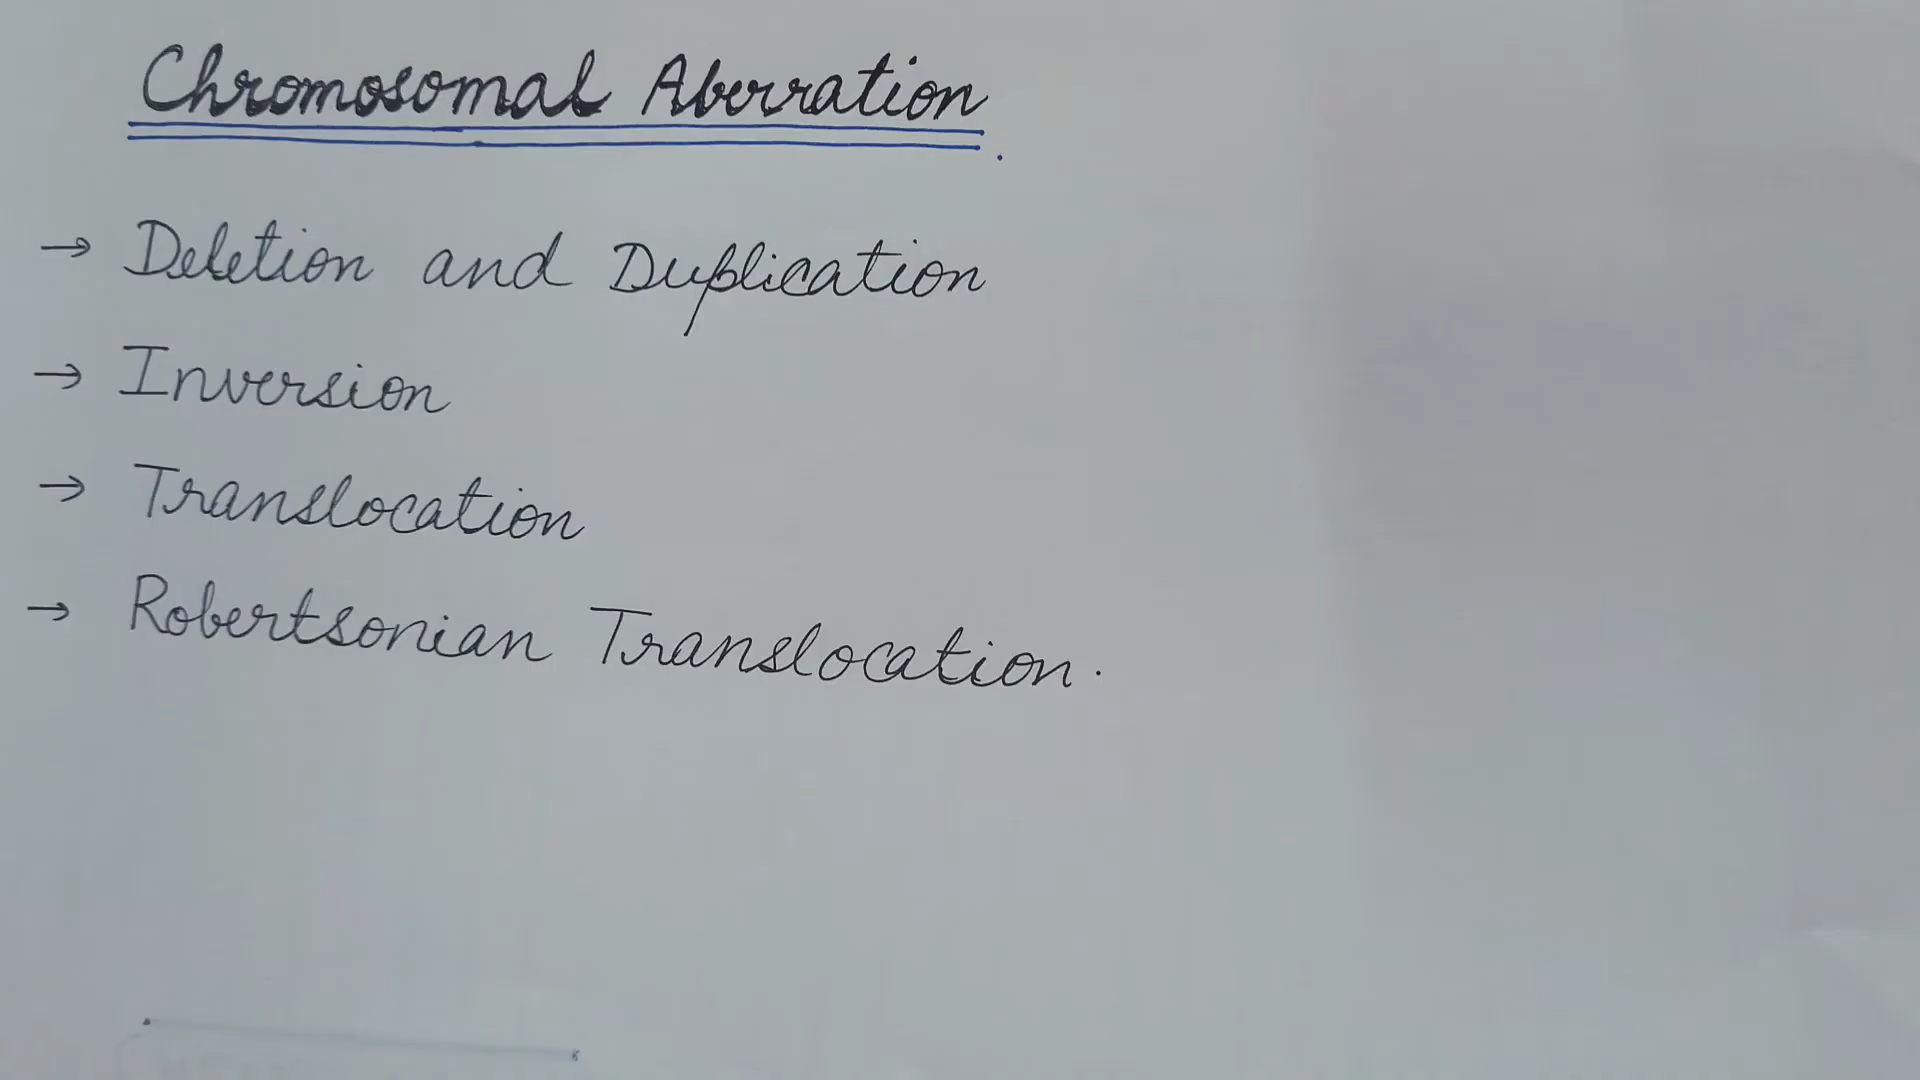 Chromosomal Aberration.
→ Deletion and Duplication
→ Inversion
→ Translocation
→ Robertsonian Translocation.